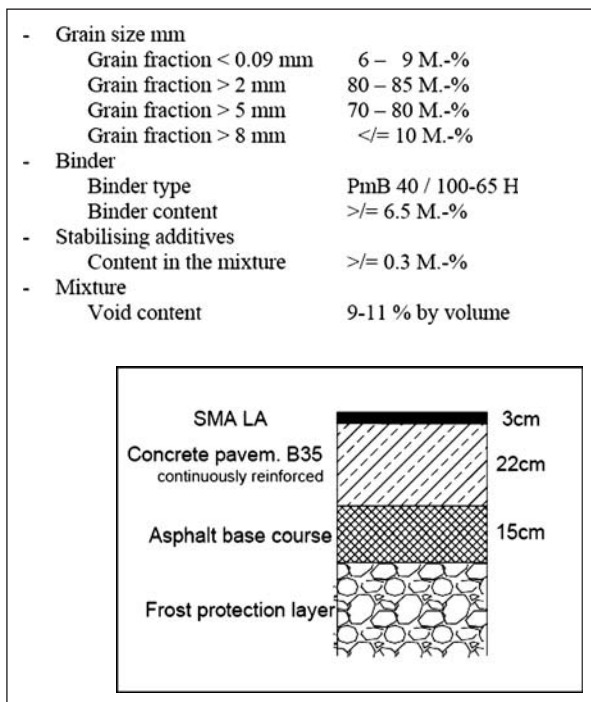 - Grain size mm
Grain fraction < 0.09 mm 6 – 9 M.-%
Grain fraction > 2 mm 80 – 85 M.-%
Grain fraction > 5 mm 70 – 80 M.-%
Grain fraction > 8 mm </= 10 M.-%
- Binder
Binder type PmB 40 / 100-65 H
Binder content >/= 6.5 M.-%
- Stabilising additives
Content in the mixture >/= 0.3 M.-%
- Mixture
Void content 9-11 % by volume
SMA LA 3cm
Concrete pavem. B35 22cm
continuously reinforced
Asphalt base course 15cm
Frost protection layer